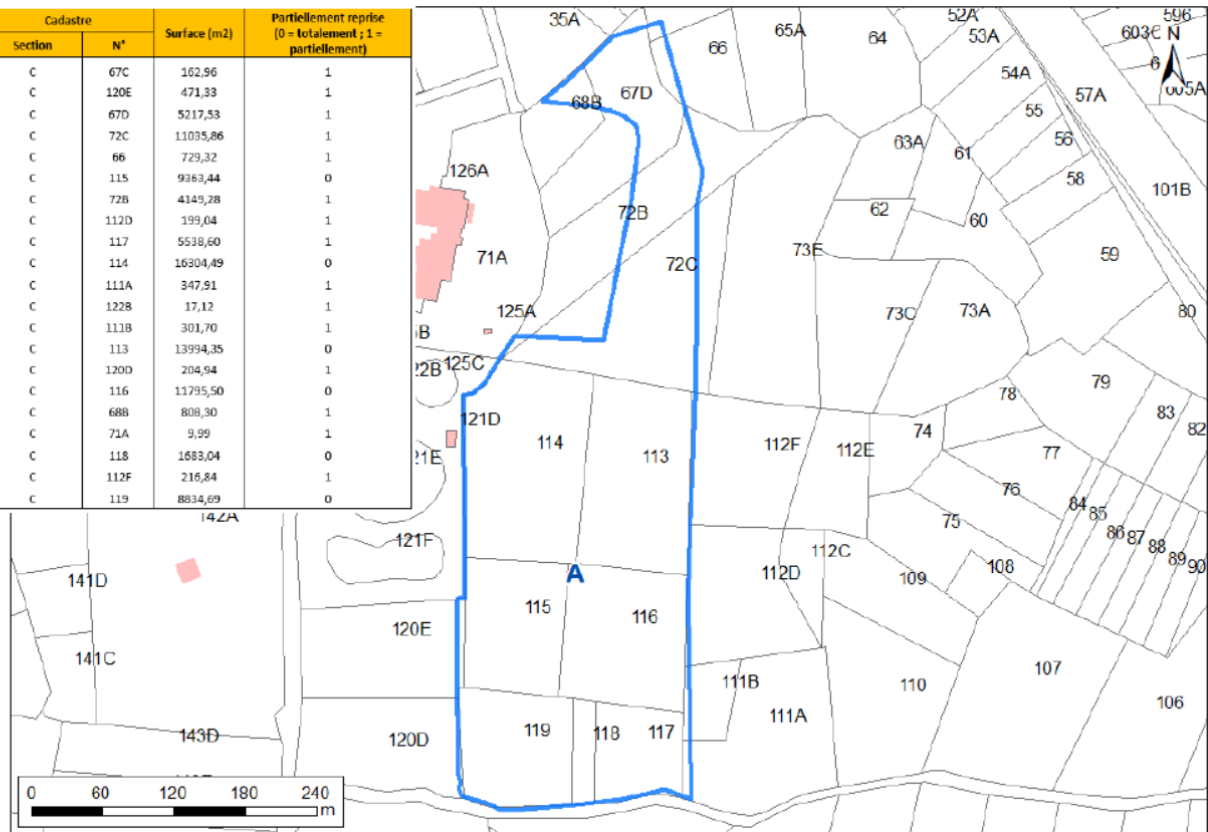 Cadastre Surface (m2) Partiellement reprise (0 = totalement ; 1 = partiellement)
Section N°
C 67C 162,96 1
C 120E 471,33 1
C 67D 5217,53 1
C 72C 11035,86 1
C 66 729,32 1
C 115 9363,44 0
C 72B 4149,28 1
C 112D 199,04 1
C 117 5538,60 1
C 114 16304,49 0
C 111A 347,91 1
C 122B 17,12 1
C 111B 301,70 1
C 113 13994,35 0
C 120D 204,94 1
C 116 11795,50 0
C 68B 808,30 1
C 71A 9,99 1
C 118 1683,04 0
C 112F 216,84 1
C 119 8834,69 0
35A 65A 52A 596
66 64 53A 603C N
54A 6
68B 67D 57A 605A
55
63A 56
126A 61
58 101B
72B 62 60
71A 72C 73E 59
125A 73C 73A 80
B
22B 125C
79
121D 78 83
114 74 82
21E 113 112F 112E 77
76 84
142A 75 85
121F 86 87 88 89 90
141D A 112D 112C 109 108
115 116
120E
141C 107
111B 110 106
143D 120D 119 118 117 111A
0 60 120 180 240
m